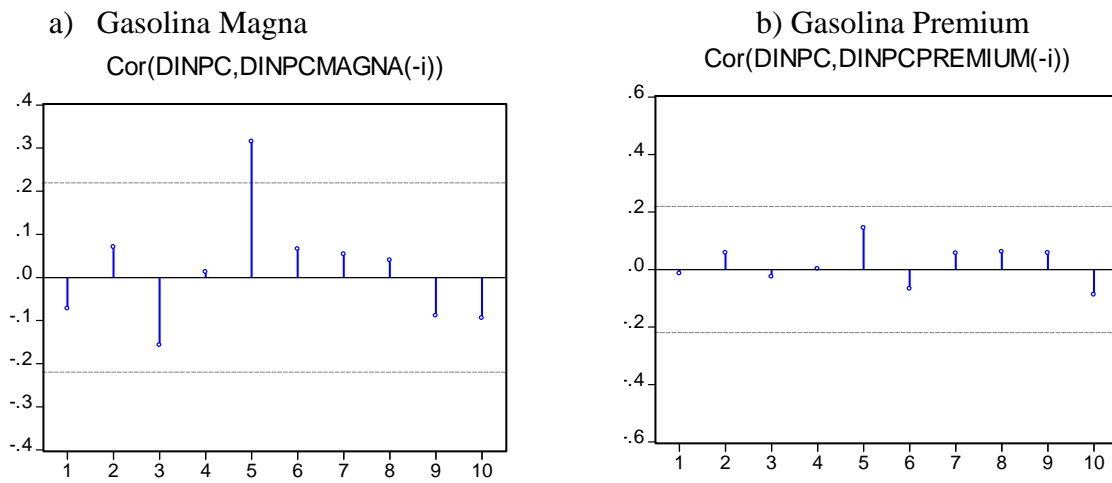 a) Gasolina Magna
Cor(DINPC,DINPCMAGNA(-i))
.4
.3
.2
.1
.0
-.1
-.2
-.3
-.4
1 2 3 4 5 6 7 8 9 10
b) Gasolina Premium
Cor(DINPC,DINPCPREMIUM(-i))
.6
.4
.2
.0
-.2
-.4
-.6
1 2 3 4 5 6 7 8 9 10